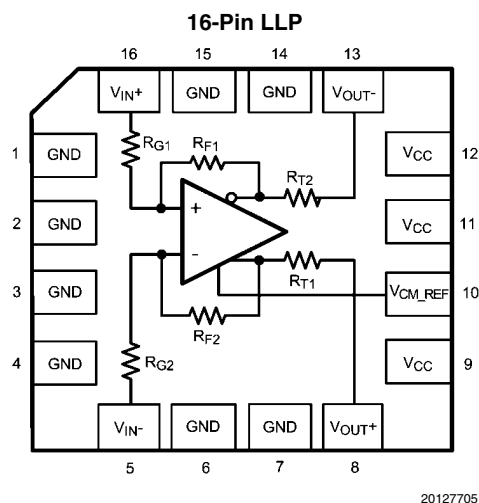 16-Pin LLP
16 15 14 13
VIN+ GND GND VOUT-
1 GND RG1 RF1 RT2 VCC 12
2 GND + VCC 11
3 GND - RT1 VCM_REF 10
4 GND RG2 RF2 VCC 9
VIN- GND GND VOUT+
5 6 7 8
20127705